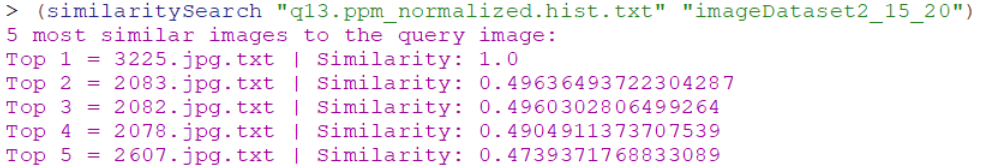 > (similaritySearch "q13.ppm_normalized.hist.txt" "imageDataset2_15_20")
5 most similar images to the query image:
Top 1 = 3225.jpg.txt | Similarity: 1.0
Top 2 = 2083.jpg.txt | Similarity: 0.49636493722304287
Top 3 = 2082.jpg.txt | Similarity: 0.4960302806499264
Top 4 = 2078.jpg.txt | Similarity: 0.4904911373707539
Top 5 = 2607.jpg.txt | Similarity: 0.4739371768833089